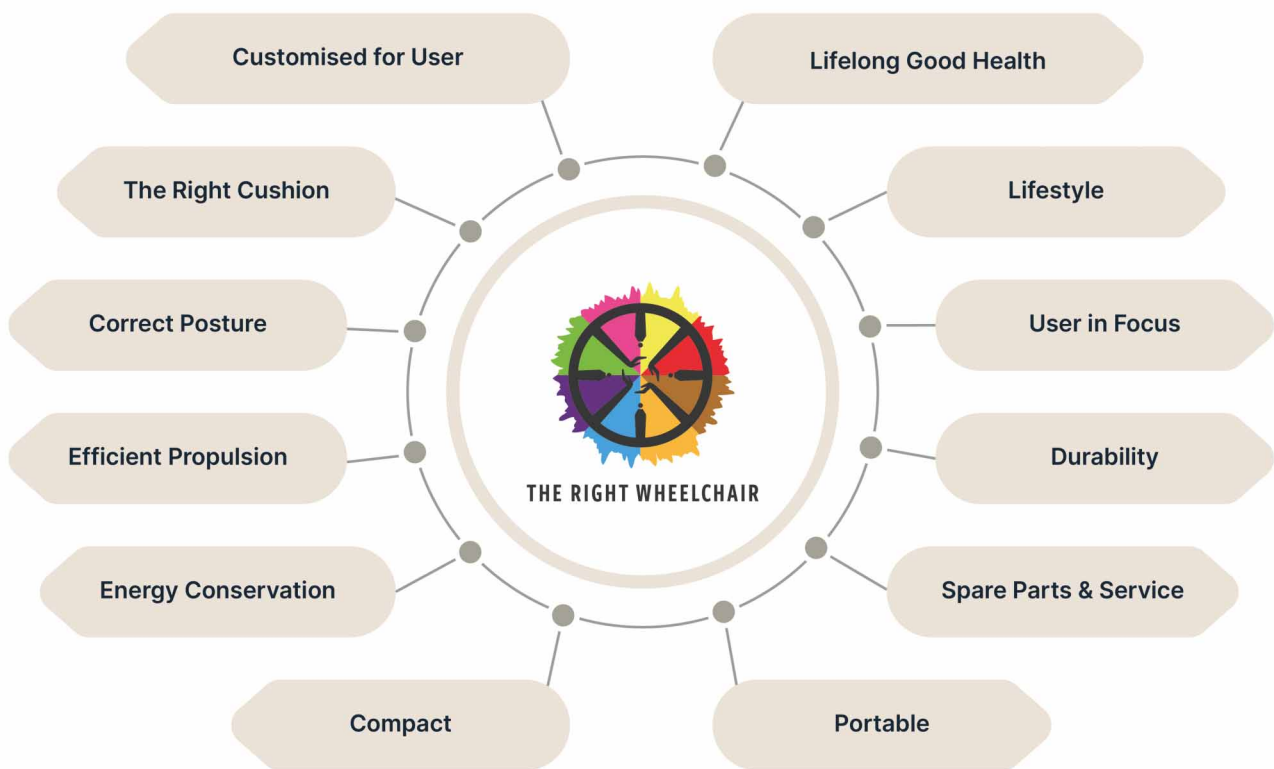 Customised for User
Lifelong Good Health
The Right Cushion
Lifestyle
Correct Posture
User in Focus
THE RIGHT WHEELCHAIR
Efficient Propulsion
Durability
Energy Conservation
Spare Parts & Service
Compact
Portable